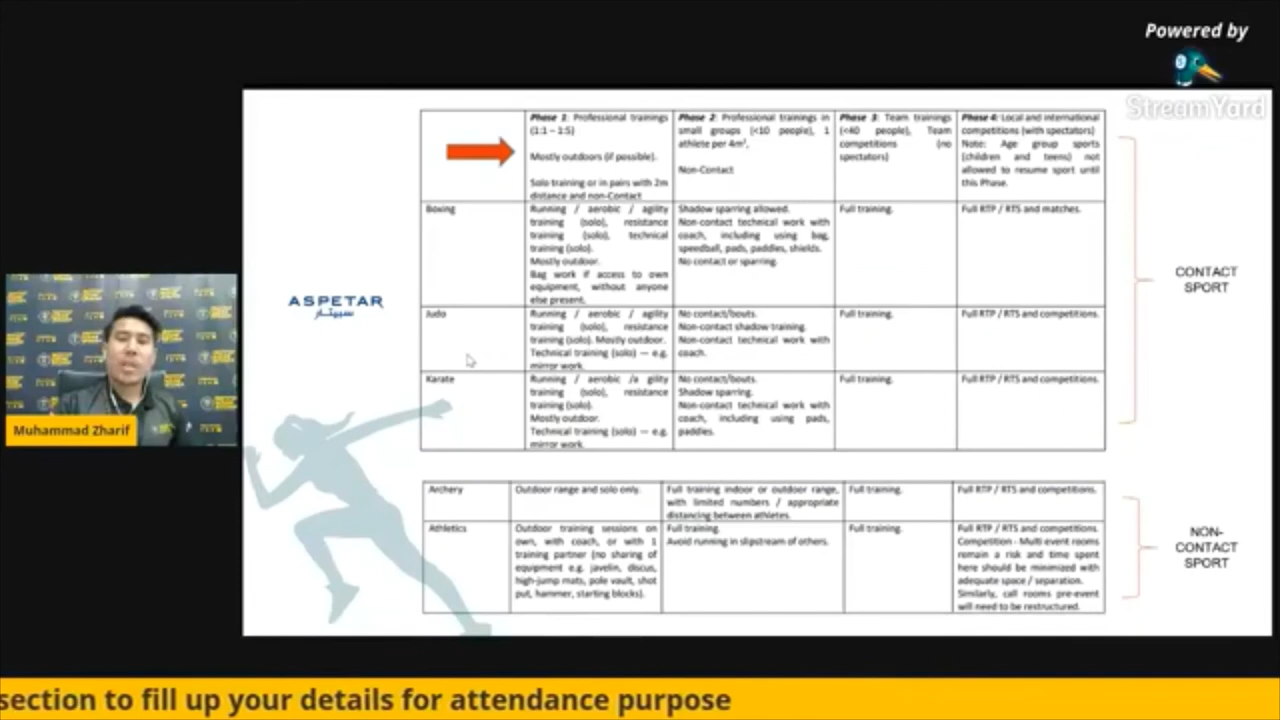 Powered by
StreamYard
Phase 1: Professional trainings
(1:1 – 1:5)
Mostly outdoors (if possible).
Solo training or in pairs with 2m
distance and non-Contact
Phase 2: Professional trainings in
small groups (<10 people), 1
athlete per 4m²,
Non-Contact
Phase 3: Team trainings
(<40 people), Team
competitions (no
spectators)
Phase 4: Local and international
competitions (with spectators)
Note: Age group sports
(children and teens) not
allowed to resume sport until
this Phase.
Boxing
Running / aerobic / agility
training (solo), resistance
training (solo), technical
training (solo).
Mostly outdoor.
Bag work if access to own
equipment, without anyone
else present.
Shadow sparring allowed.
Non-contact technical work with
coach, including using bag,
speedball, pads, paddles, shields.
No contact or sparring.
Full training.
Full RTP / RTS and matches.
Judo
Running / aerobic / agility
training (solo), resistance
training (solo). Mostly outdoor.
Technical training (solo) — e.g.
mirror work.
No contact/bouts.
Non-contact shadow training.
Non-contact technical work with
coach.
Full training.
Full RTP / RTS and competitions.
Karate
Running / aerobic /a gility
training (solo), resistance
training (solo).
Mostly outdoor.
Technical training (solo) — e.g.
mirror work.
No contact/bouts.
Shadow sparring.
Non-contact technical work with
coach, including using pads,
paddles.
Full training.
Full RTP / RTS and competitions.
CONTACT
SPORT
ASPETAR
سبيتار
Muhammad Zharif
Archery
Outdoor range and solo only.
Full training indoor or outdoor range,
with limited numbers / appropriate
distancing between athletes.
Full training.
Full RTP / RTS and competitions.
Athletics
Outdoor training sessions on
own, with coach, or with 1
training partner (no sharing of
equipment e.g. javelin, discus,
high-jump mats, pole vault, shot
put, hammer, starting blocks).
Full training.
Avoid running in slipstream of others.
Full training.
Full RTP / RTS and competitions.
Competition - Multi event rooms
remain a risk and time spent
here should be minimized with
adequate space / separation.
Similarly, call rooms pre-event
will need to be restructured.
NON-
CONTACT
SPORT
section to fill up your details for attendance purpose